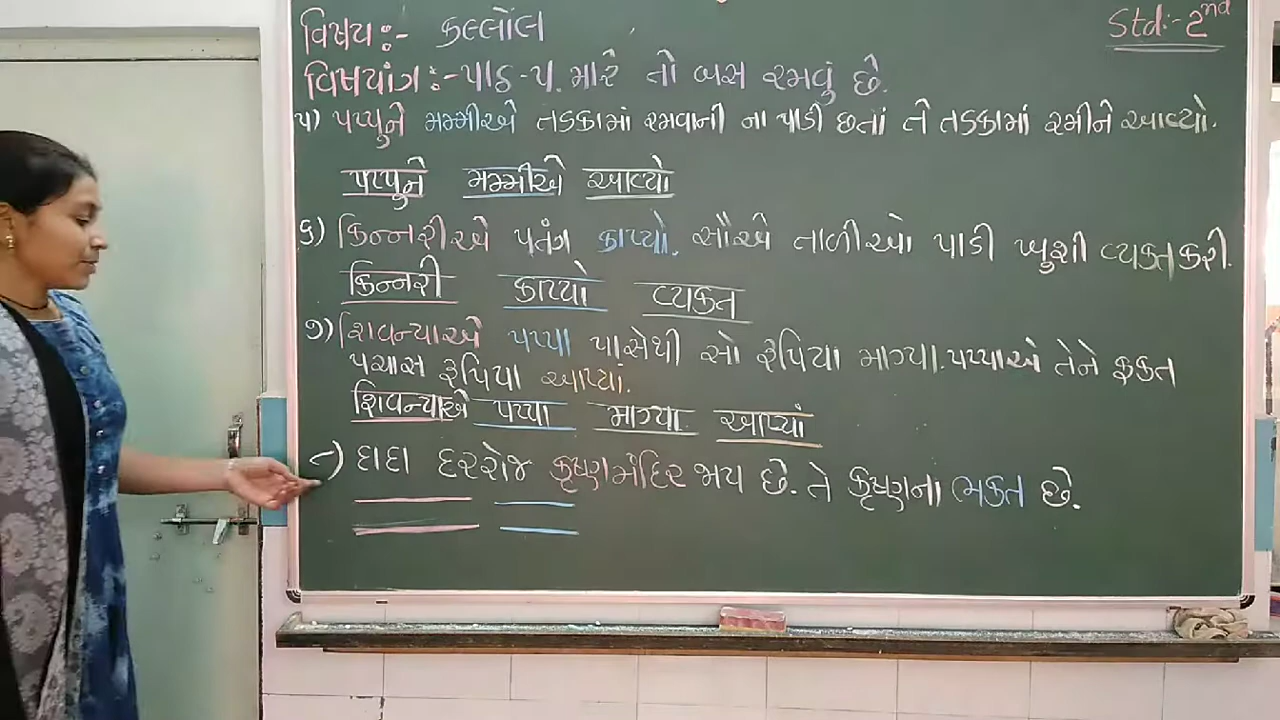 વિષય:- કલ્લોલ
Std:- 2nd
વિષયાંગ:- પાઠ-૫. મારે તો બસ રમવું છે.
૫) પપ્પુને મમ્મીએ તડકામાં રમવાની ના પાડી છતાં તે તડકામાં રમીને આવ્યો.
પપ્પુને મમ્મીએ આવ્યો
૬) કિન્નરીએ પતંગ કાપ્યો. સૌએ તાળીઓ પાડી ખુશી વ્યક્ત કરી.
કિન્નરી કાપ્યો વ્યક્ત
૭) શિવન્યાએ પપ્પા પાસેથી સો રૂપિયા માગ્યા. પપ્પાએ તેને ફક્ત
પચાસ રૂપિયા આપ્યાં.
શિવન્યાએ પપ્પા માગ્યા આપ્યાં
૮) દાદા દરરોજ કૃષ્ણમંદિર જાય છે. તે કૃષ્ણના ભક્ત છે.